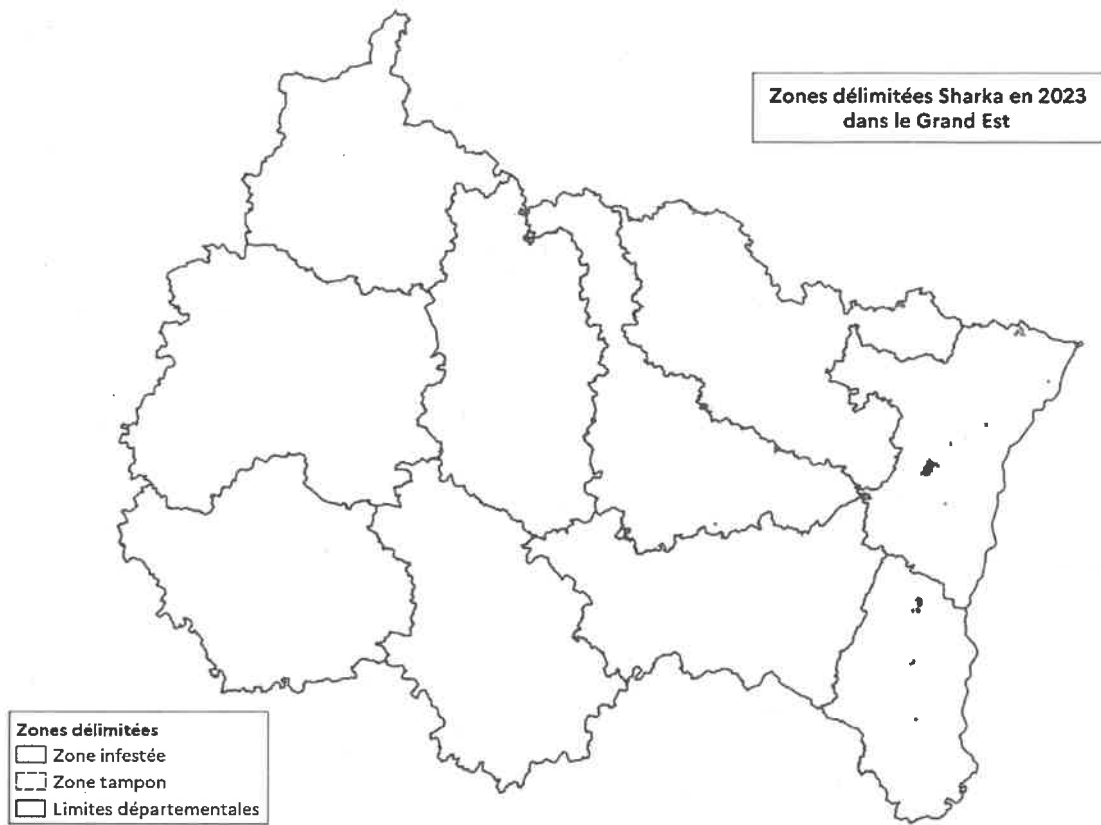 Zones délimitées Sharka en 2023
dans le Grand Est
Zones délimitées
Zone infestée
Zone tampon
Limites départementales